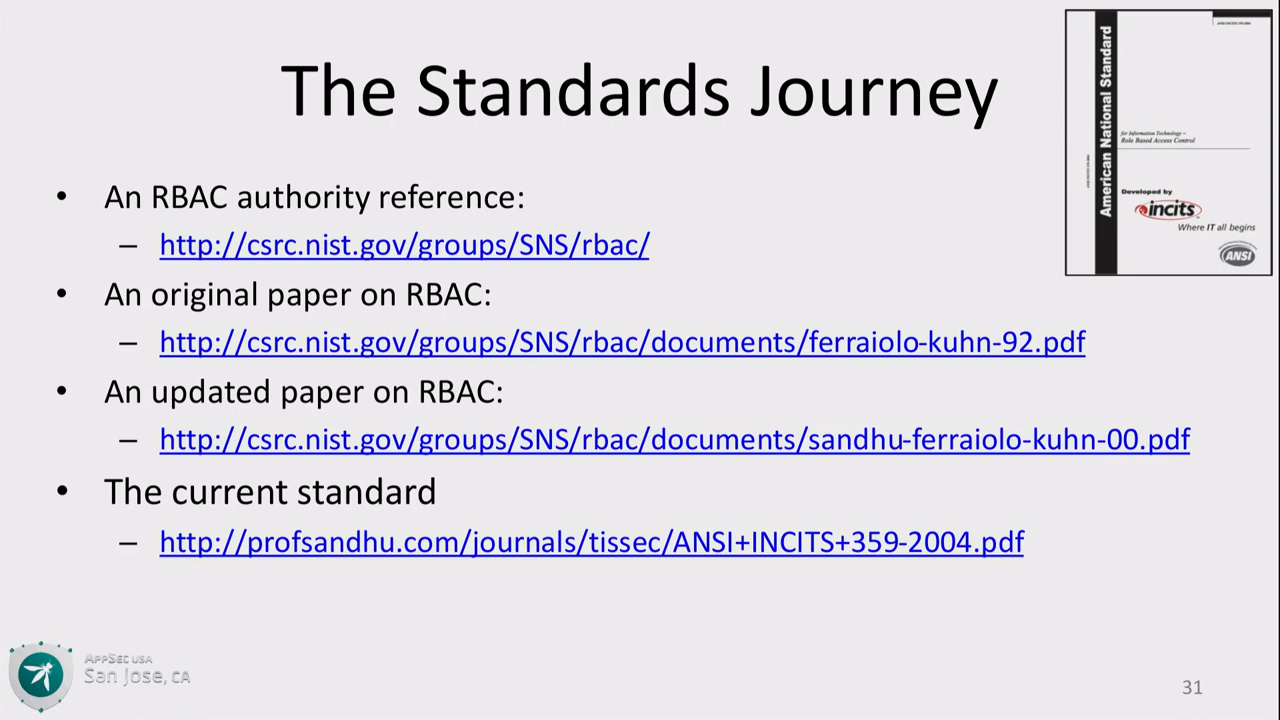 The Standards Journey
• An RBAC authority reference:
– http://csrc.nist.gov/groups/SNS/rbac/
• An original paper on RBAC:
– http://csrc.nist.gov/groups/SNS/rbac/documents/ferraiolo-kuhn-92.pdf
• An updated paper on RBAC:
– http://csrc.nist.gov/groups/SNS/rbac/documents/sandhu-ferraiolo-kuhn-00.pdf
• The current standard
– http://profsandhu.com/journals/tissec/ANSI+INCITS+359-2004.pdf
American National Standard
for Information Technology –
Role Based Access Control
Developed by
incits
Where IT all begins
ANSI
AppSec USA
San Jose, CA
31